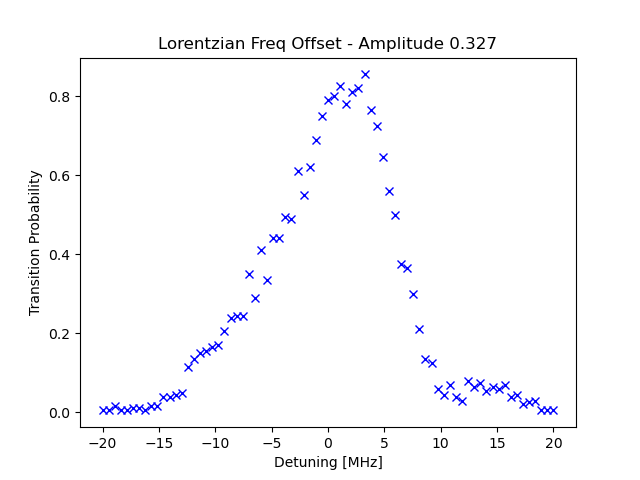 Lorentzian Freq Offset - Amplitude 0.327
Transition Probability
0.8
0.6
0.4
0.2
0.0
−20 −15 −10 −5 0 5 10 15 20
Detuning [MHz]